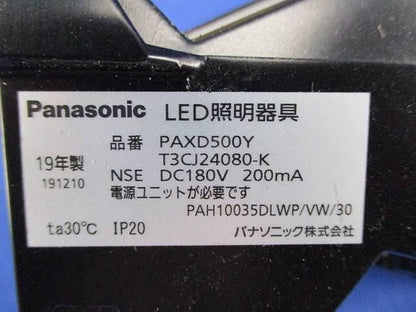 Panasonic LED照明器具
品番 PAXD500Y
19年製 T3CJ24080-K
191210 NSE DC180V 200mA
電源ユニットが必要です
PAH10035DLWP/VW/30
ta30℃ IP20 パナソニック株式会社